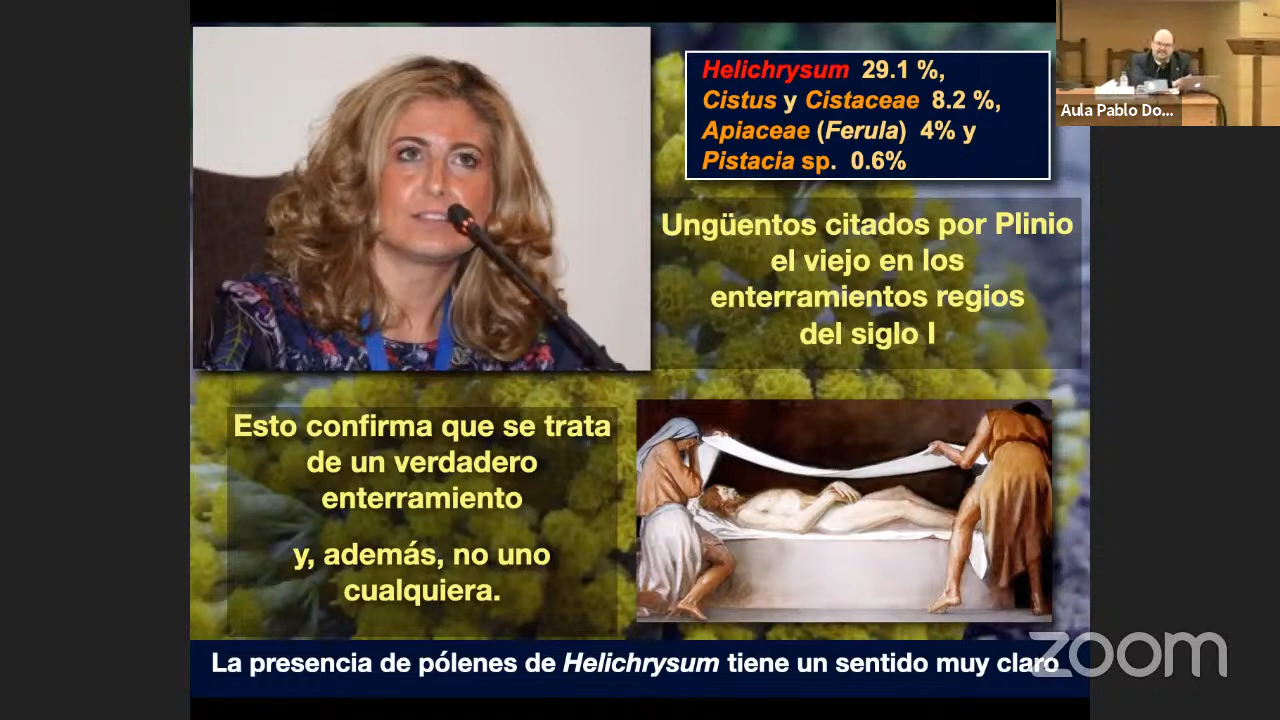 Helichrysum 29.1 %,
Cistus y Cistaceae 8.2 %,
Apiaceae (Ferula) 4% y
Pistacia sp. 0.6%
Aula Pablo Do...
Ungüentos citados por Plinio
el viejo en los
enterramientos regios
del siglo I
Esto confirma que se trata
de un verdadero
enterramiento
y, además, no uno
cualquiera.
La presencia de pólenes de Helichrysum tiene un sentido muy claro
zoom